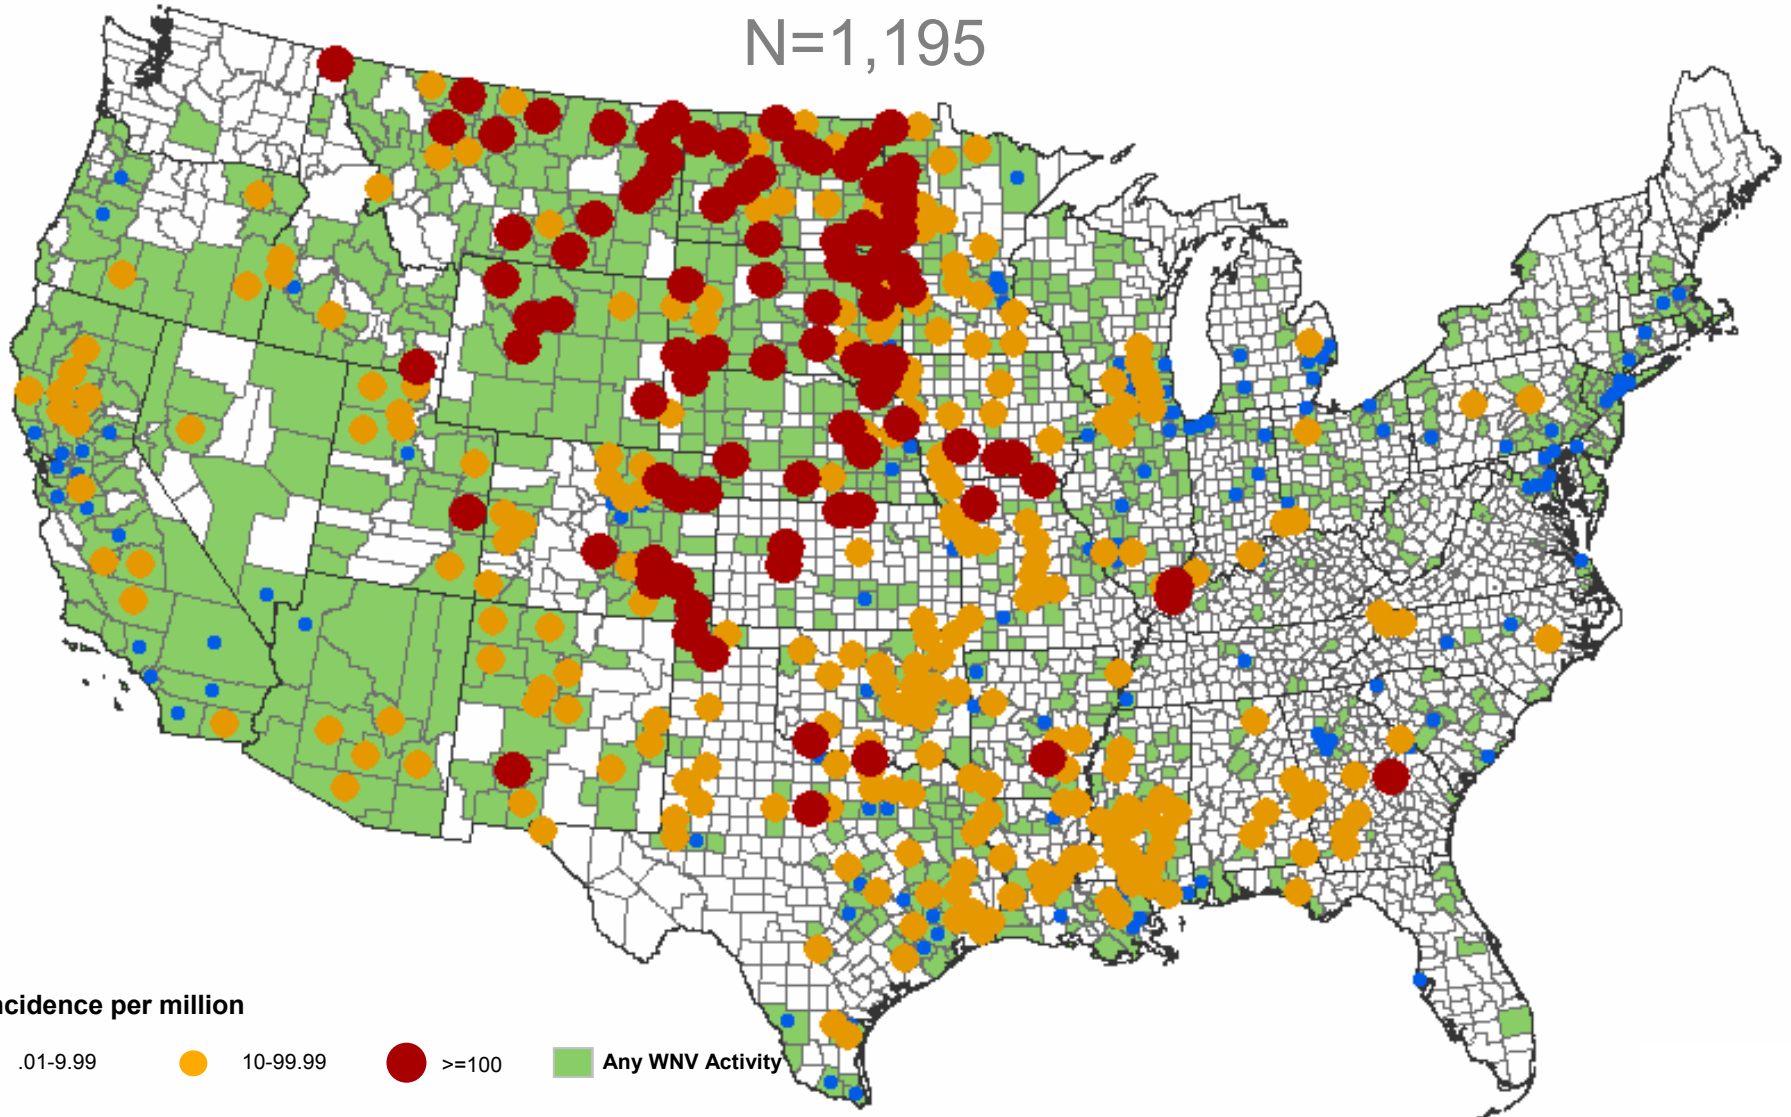 N=1,195
ncidence per million
.01-9.99 10-99.99 >=100 Any WNV Activity